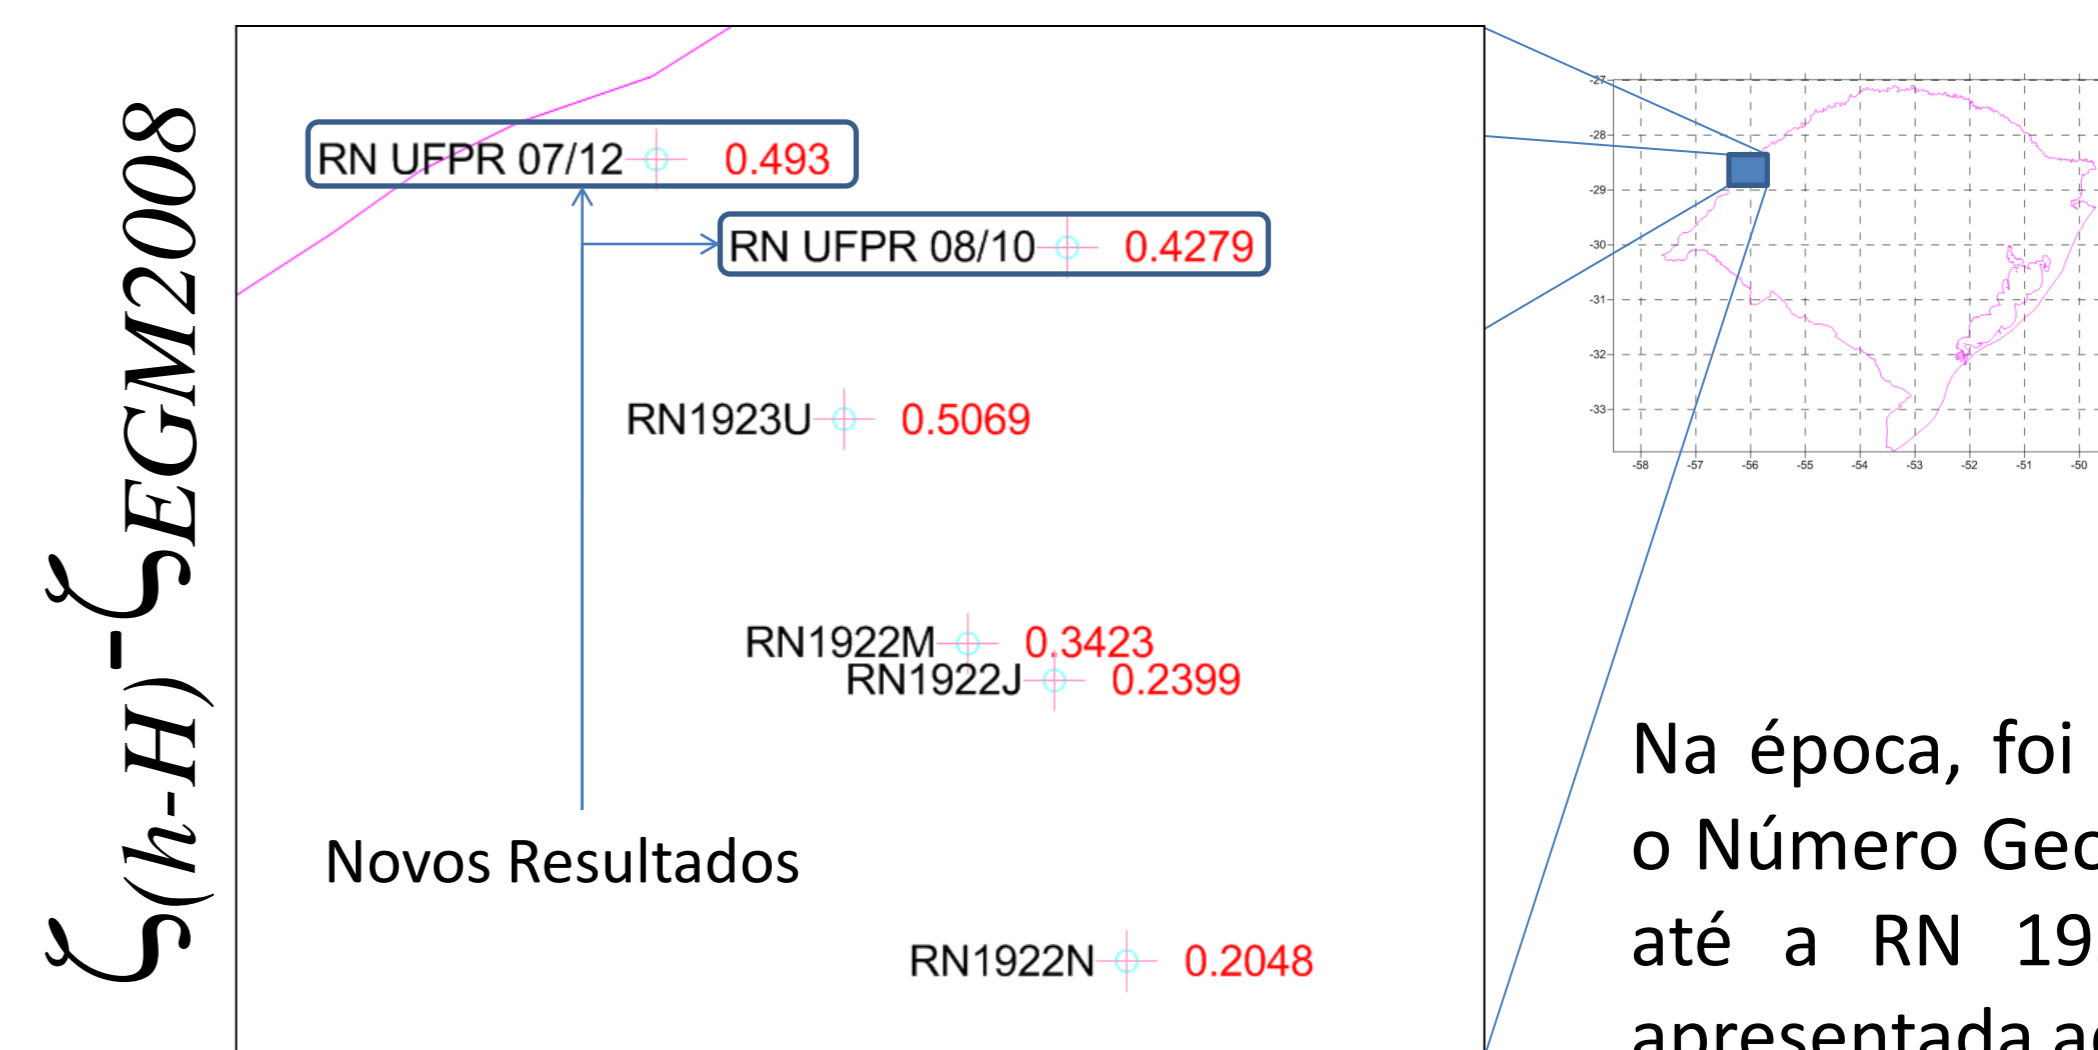 ζ(h-H)-ζEGM2008
RN UFPR 07/12 0.493
RN UFPR 08/10 0.4279
RN1923U 0.5069
RN1922M 0.3423
RN1922J 0.2399
Novos Resultados
RN1922N 0.2048
-27
-28
-29
-30
-31
-32
-33
-58 -57 -56 -55 -54 -53 -52 -51 -50
Na época, foi
o Número
até a RN 19
apresentada